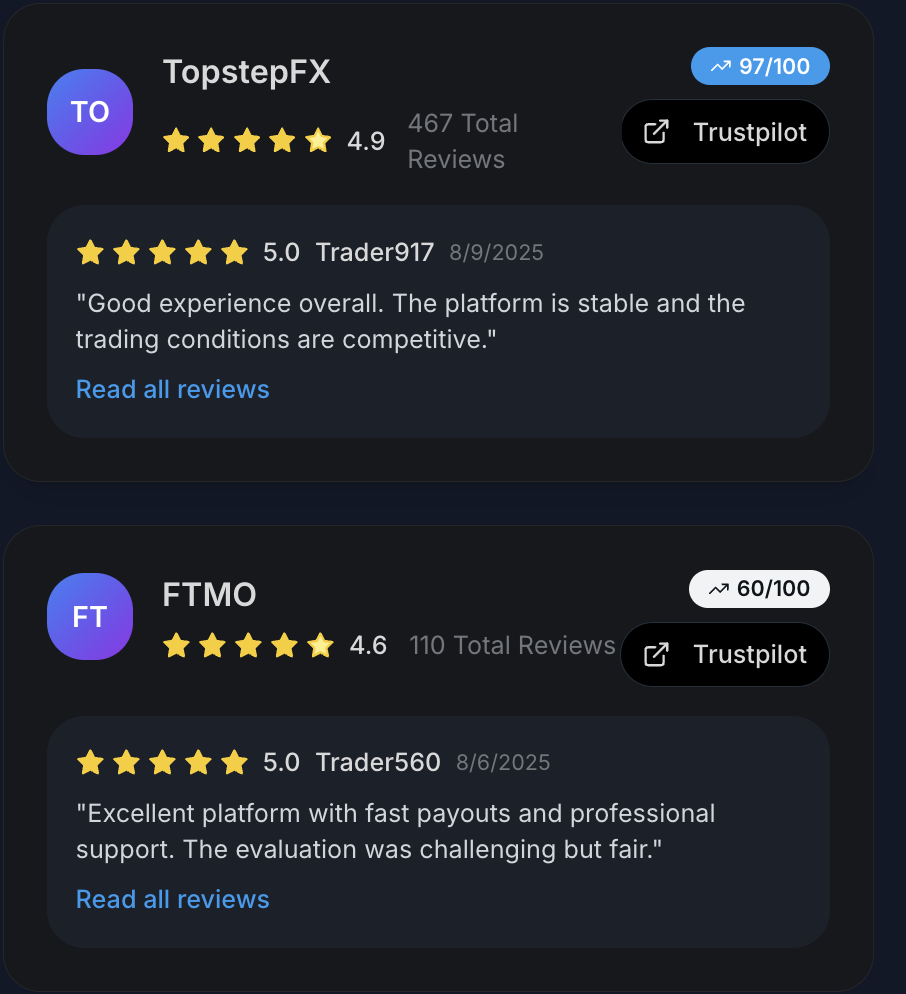 TO
TopstepFX
97/100
4.9
467 Total
Reviews
Trustpilot
5.0 Trader917 8/9/2025
"Good experience overall. The platform is stable and the
trading conditions are competitive."
Read all reviews
FT
FTMO
60/100
4.6 110 Total Reviews
Trustpilot
5.0 Trader560 8/6/2025
"Excellent platform with fast payouts and professional
support. The evaluation was challenging but fair."
Read all reviews